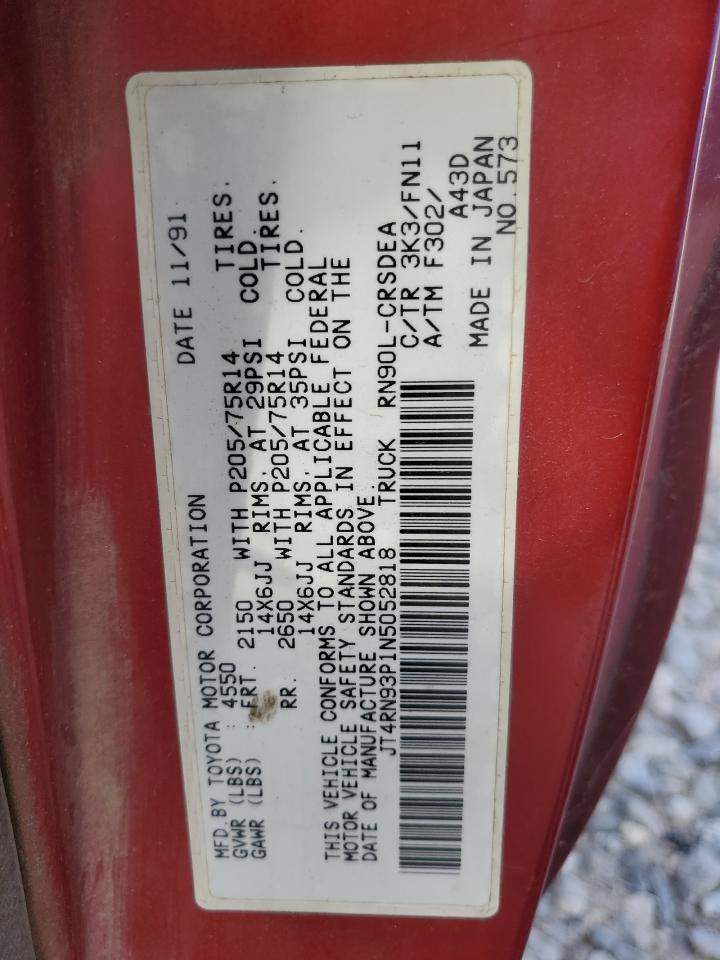 MFD. BY TOYOTA MOTOR CORPORATION DATE 11/91
GVWR (LBS) : 4550
GAWR (LBS) : FRT. 2150 WITH P205/75R14 TIRES.
14X6JJ RIMS, AT 29PSI COLD.
RR. 2650 WITH P205/75R14 TIRES.
14X6JJ RIMS, AT 35PSI COLD.
THIS VEHICLE CONFORMS TO ALL APPLICABLE FEDERAL
MOTOR VEHICLE SAFETY STANDARDS IN EFFECT ON THE
DATE OF MANUFACTURE SHOWN ABOVE.
JT4RN93P1N5052818 TRUCK RN90L-CRSDEA
C/TR 3K3/FN11
A/TM F302/
A43D
MADE IN JAPAN
NO.573